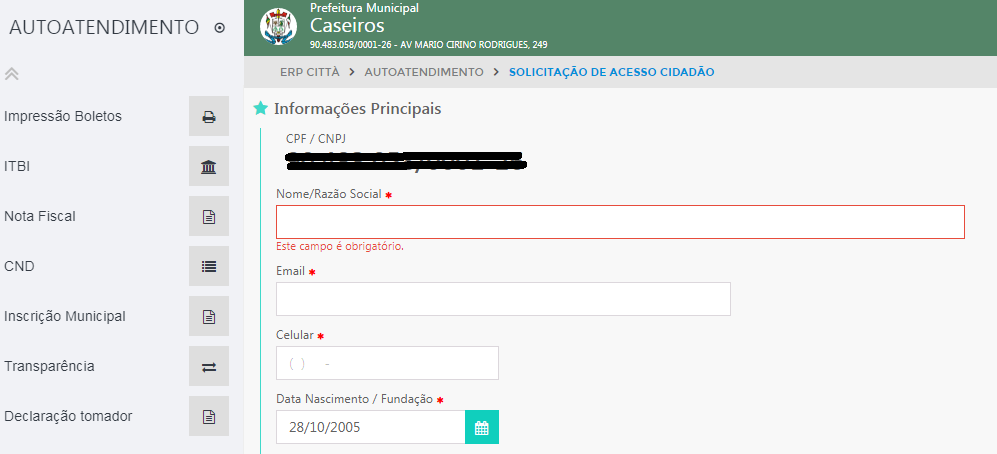 AUTOATENDIMENTO
Impressão Boletos
ITBI
Nota Fiscal
CND
Inscrição Municipal
Transparência
Declaração tomador
Prefeitura Municipal
Caseiros
90.483.058/0001-26 - AV MARIO CIRINO RODRIGUES, 249
ERP CITTÀ > AUTOATENDIMENTO > SOLICITAÇÃO DE ACESSO CIDADÃO
Informações Principais
CPF / CNPJ
Nome/Razão Social *
Este campo é obrigatório.
Email *
Celular *
( ) -
Data Nascimento / Fundação *
28/10/2005